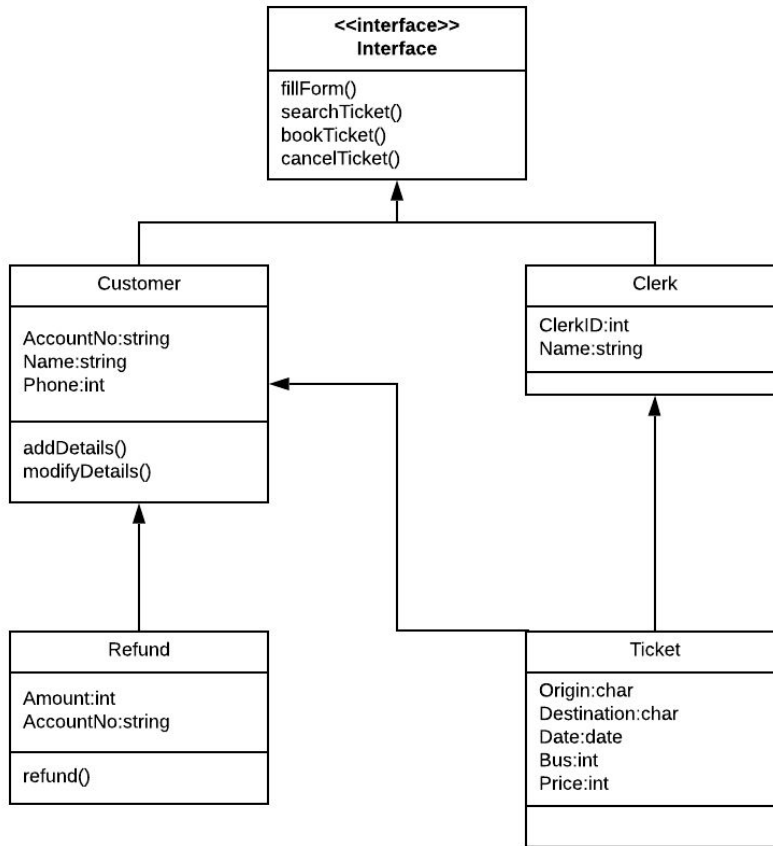 <<interface>>
Interface
fillForm()
searchTicket()
bookTicket()
cancelTicket()
Customer
AccountNo:string
Name:string
Phone:int
addDetails()
modifyDetails()
Clerk
ClerkID:int
Name:string
Refund
Amount:int
AccountNo:string
refund()
Ticket
Origin:char
Destination:char
Date:date
Bus:int
Price:int